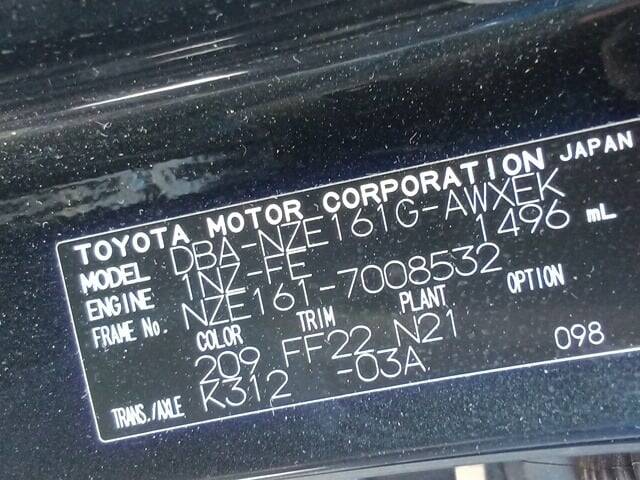 TOYOTA MOTOR CORPORATION JAPAN
MODEL DBA-NZE161G-AWXEK
ENGINE 1NZ-FE 1496 mL
FRAME No. NZE161-7008532
COLOR TRIM PLANT OPTION
209 FF22 N21
TRANS./AXLE K312 -03A 098